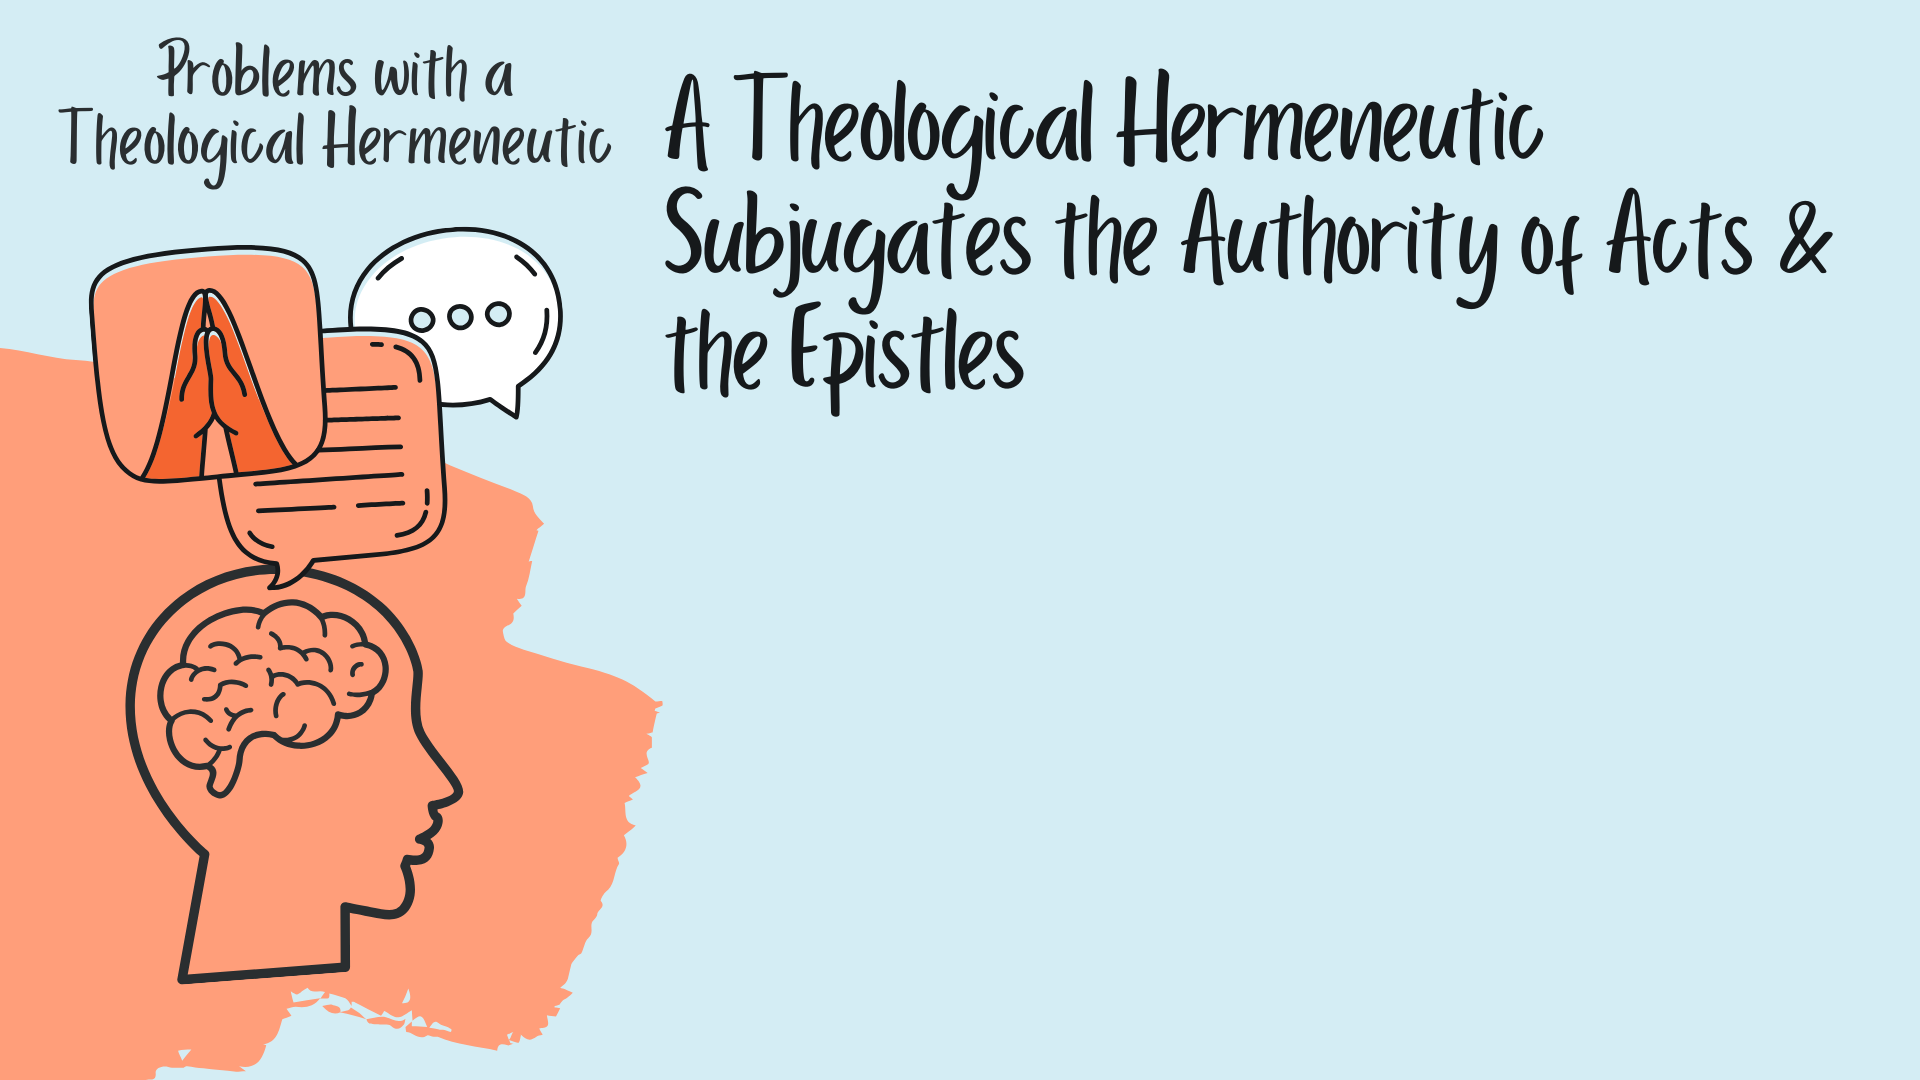 Problems with a
Theological Hermeneutic
A Theological Hermeneutic
Subjugates the Authority of Acts &
the Epistles